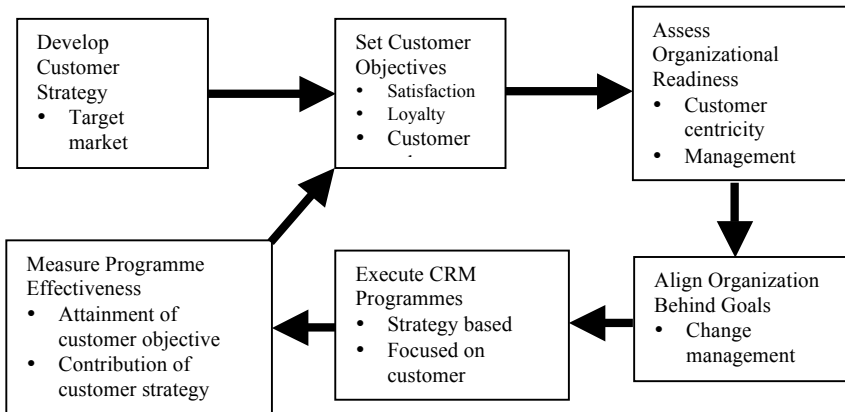 Develop
Customer
Strategy
• Target
market
Set Customer
Objectives
• Satisfaction
• Loyalty
• Customer
Assess
Organizational
Readiness
• Customer
centricity
• Management
Align Organization
Behind Goals
• Change
management
Execute CRM
Programmes
• Strategy based
• Focused on
customer
Measure Programme
Effectiveness
• Attainment of
customer objective
• Contribution of
customer strategy